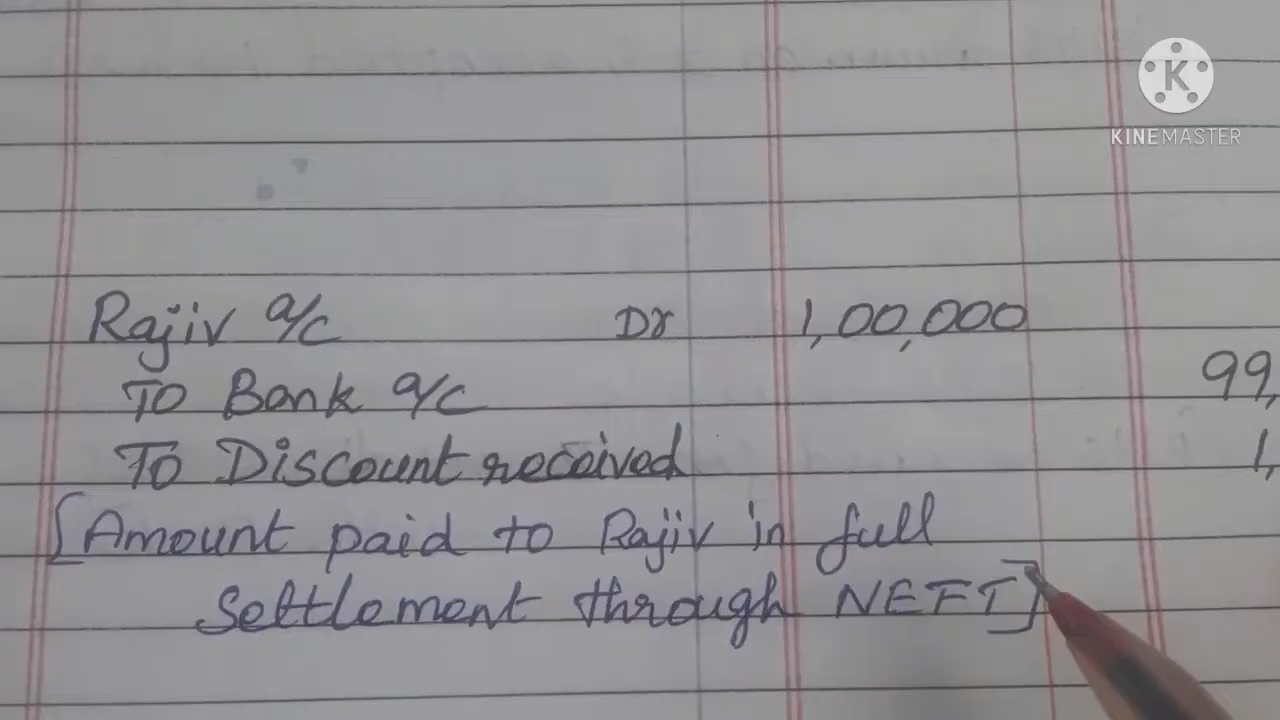 K
KINEMASTER
Rajiv a/c Dr 1,00,000
To Bank a/c 99,
To Discount received 1,
[Amount paid to Rajiv in full
Settlement through NEFT]